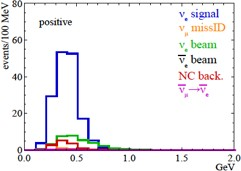 80
60
40
20
0
events/100 MeV
positive
νe signal
νμ missID
νe beam
ν̅e beam
NC back.
ν̅μ→ν̅e
0.0 0.5 1.0 1.5 2.0
GeV